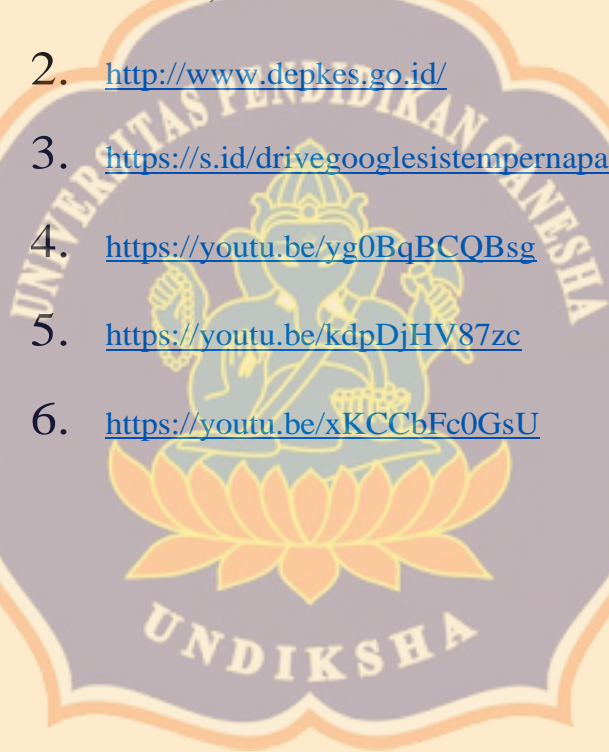 2. http://www.depkes.go.id/
3. https://s.id/drivegooglesistempernapa
4. https://youtu.be/yg0BqBCQBsg
5. https://youtu.be/kdpDjHV87zc
6. https://youtu.be/xKCCbFc0GsU
UNIVERSITAS PENDIDIKAN GANESHA
UNDIKSHA